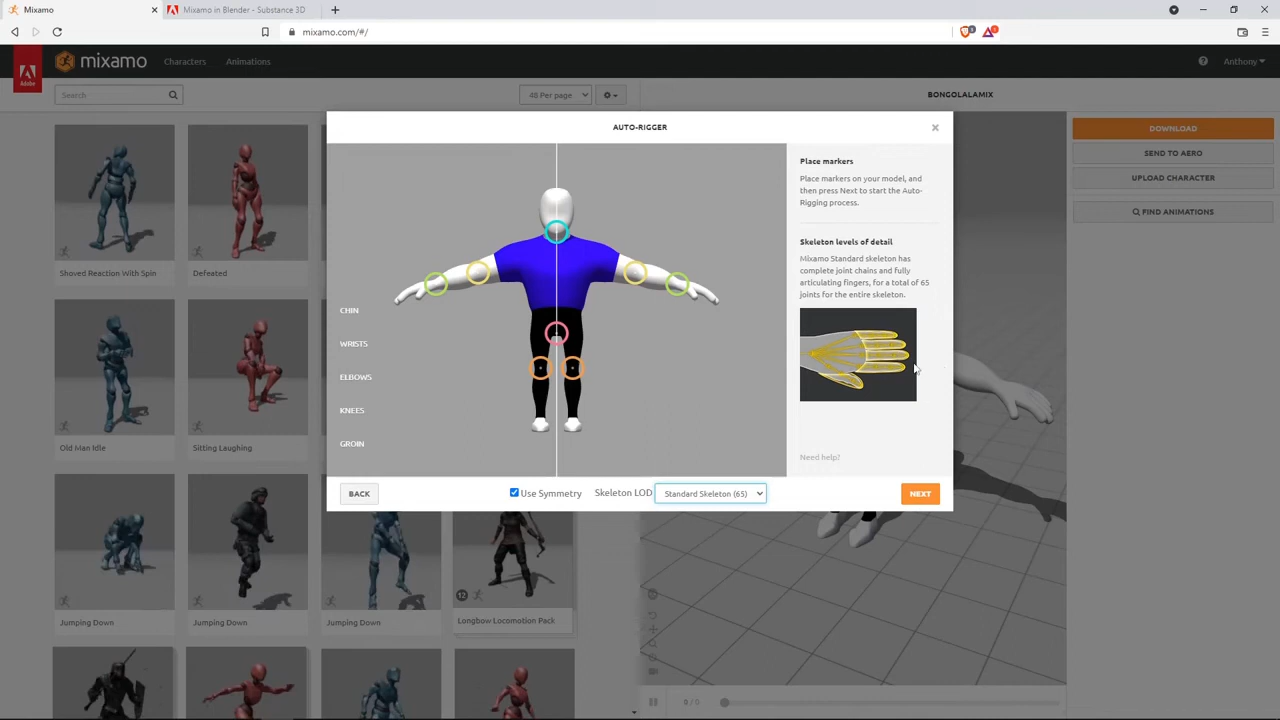 Mixamo
Mixamo in Blender - Substance 3D
mixamo.com/#/
Adobe
mixamo
Characters
Animations
Anthony
Search
48 Per page
BONGOLALAMIX
AUTO-RIGGER
DOWNLOAD
SEND TO AERO
UPLOAD CHARACTER
FIND ANIMATIONS
Place markers
Place markers on your model, and
then press Next to start the Auto-
Rigging process.
Skeleton levels of detail
Mixamo Standard skeleton has
complete joint chains and fully
articulating fingers, for a total of 65
joints for the entire skeleton.
Need help?
CHIN
WRISTS
ELBOWS
KNEES
GROIN
BACK
Use Symmetry
Skeleton LOD
Standard Skeleton (65)
NEXT
Shoved Reaction With Spin
Defeated
Old Man Idle
Sitting Laughing
Jumping Down
Jumping Down
Jumping Down
12
Longbow Locomotion Pack
0 / 0